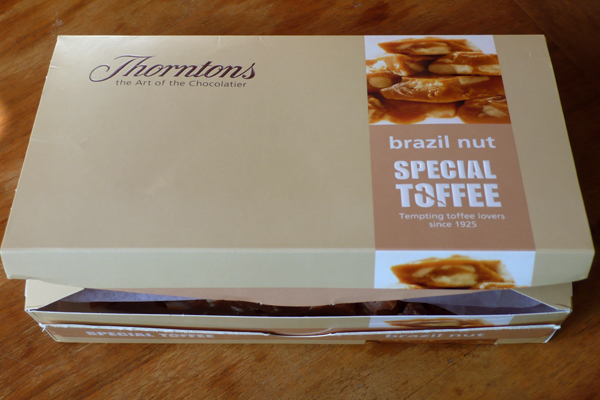 Thorntons
the Art of the Chocolatier
brazil nut
SPECIAL
TOFFEE
Tempting toffee lovers
since 1925
SPECIAL TOFFEE
brazil nut